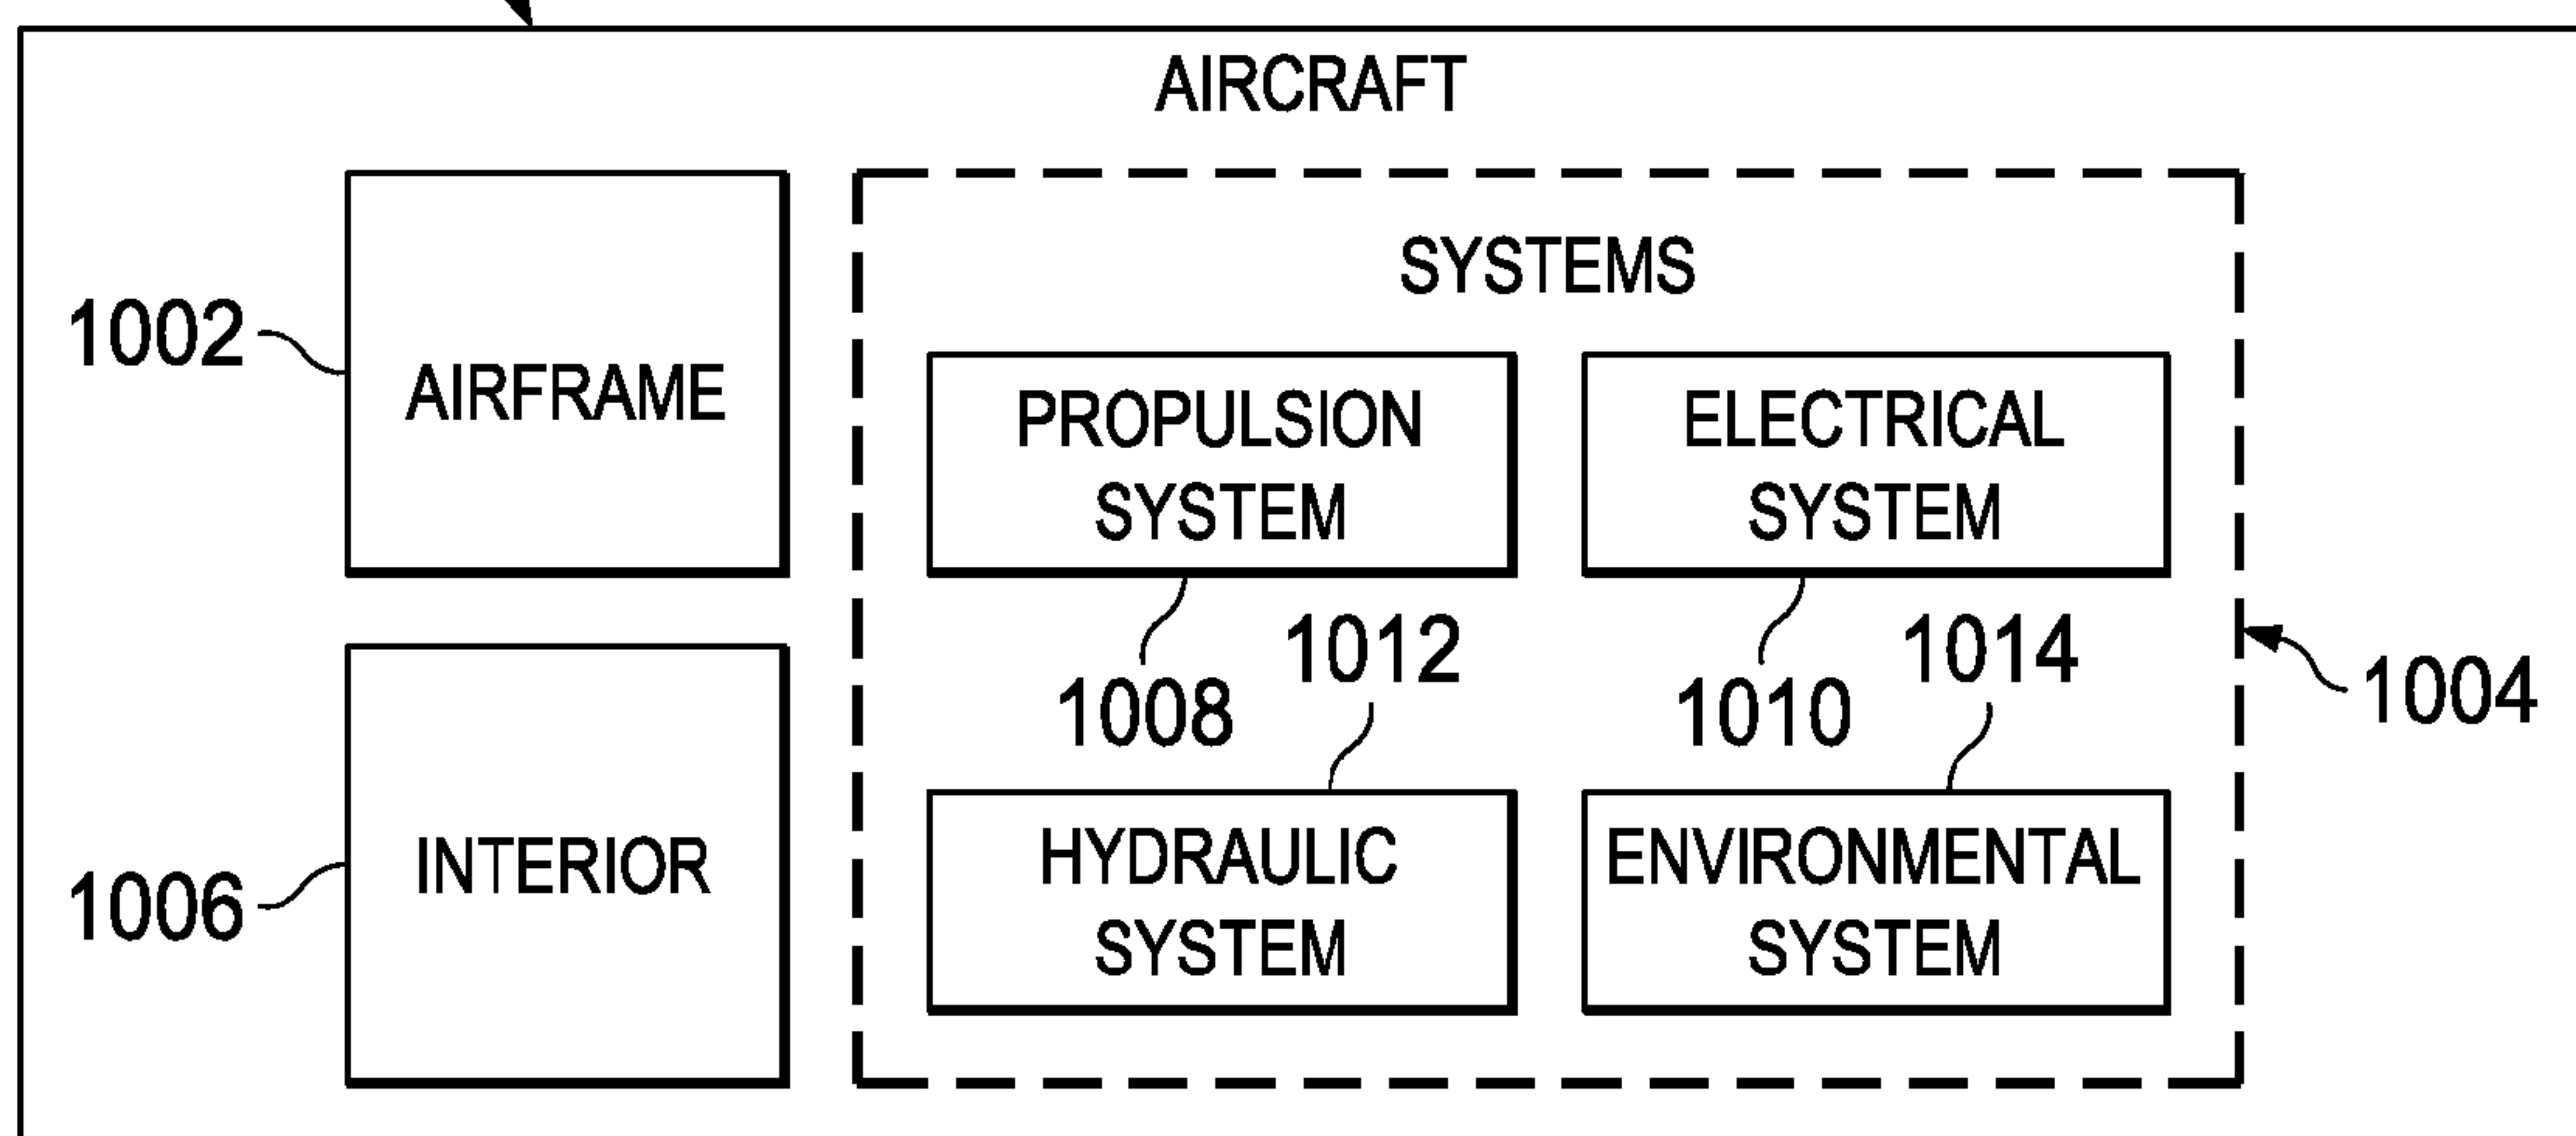 AIRCRAFT
SYSTEMS
1002
AIRFRAME
PROPULSION
SYSTEM
ELECTRICAL
SYSTEM
1008
1012
1010
1014
1004
1006
INTERIOR
HYDRAULIC
SYSTEM
ENVIRONMENTAL
SYSTEM